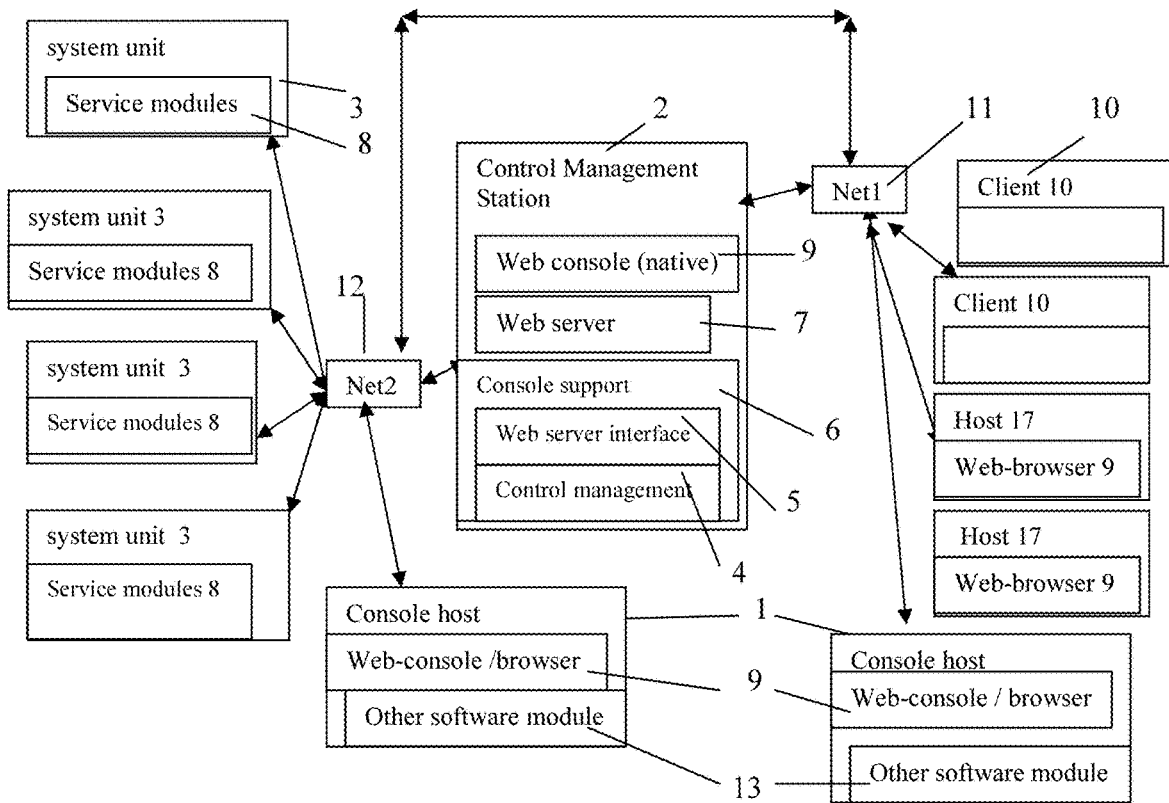 system unit
Service modules
3
8
system unit 3
Service modules 8
system unit 3
Service modules 8
system unit 3
Service modules 8
12
Net2
2
Control Management
Station
Web console (native)
9
Web server
7
Console support
6
Web server interface
5
Control management
4
11
Net1
10
Client 10
Client 10
Host 17
Web-browser 9
Host 17
Web-browser 9
Console host
1
Web-console /browser
9
Other software module
13
Console host
Web-console / browser
Other software module